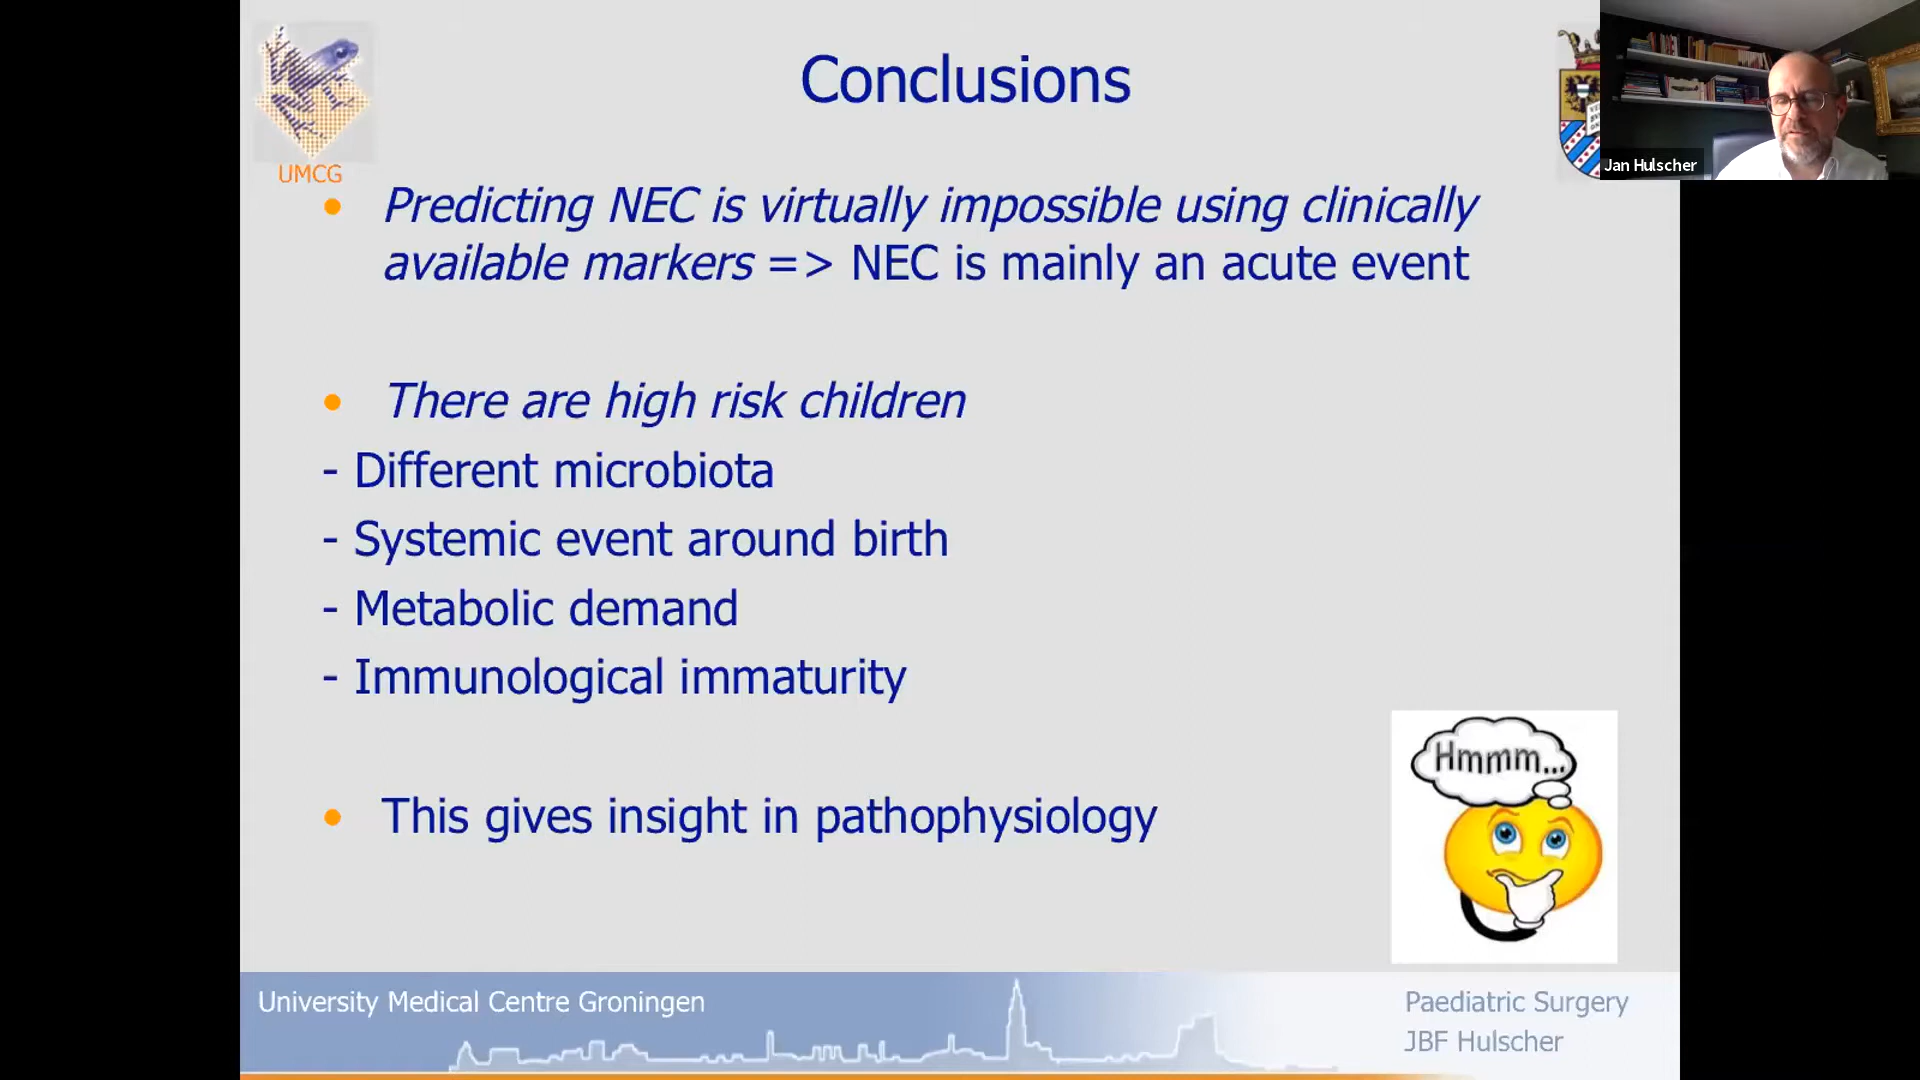 Conclusions
UMCG
Jan Hulscher
• Predicting NEC is virtually impossible using clinically
available markers => NEC is mainly an acute event
• There are high risk children
- Different microbiota
- Systemic event around birth
- Metabolic demand
- Immunological immaturity
• This gives insight in pathophysiology
Hmmm...
University Medical Centre Groningen
Paediatric Surgery
JBF Hulscher